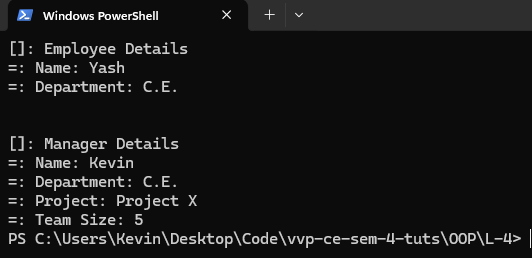 Windows PowerShell
[]: Employee Details
=: Name: Yash
=: Department: C.E.
[]: Manager Details
=: Name: Kevin
=: Department: C.E.
=: Project: Project X
=: Team Size: 5
PS C:\Users\Kevin\Desktop\Code\vvp-ce-sem-4-tuts\OOP\L-4>